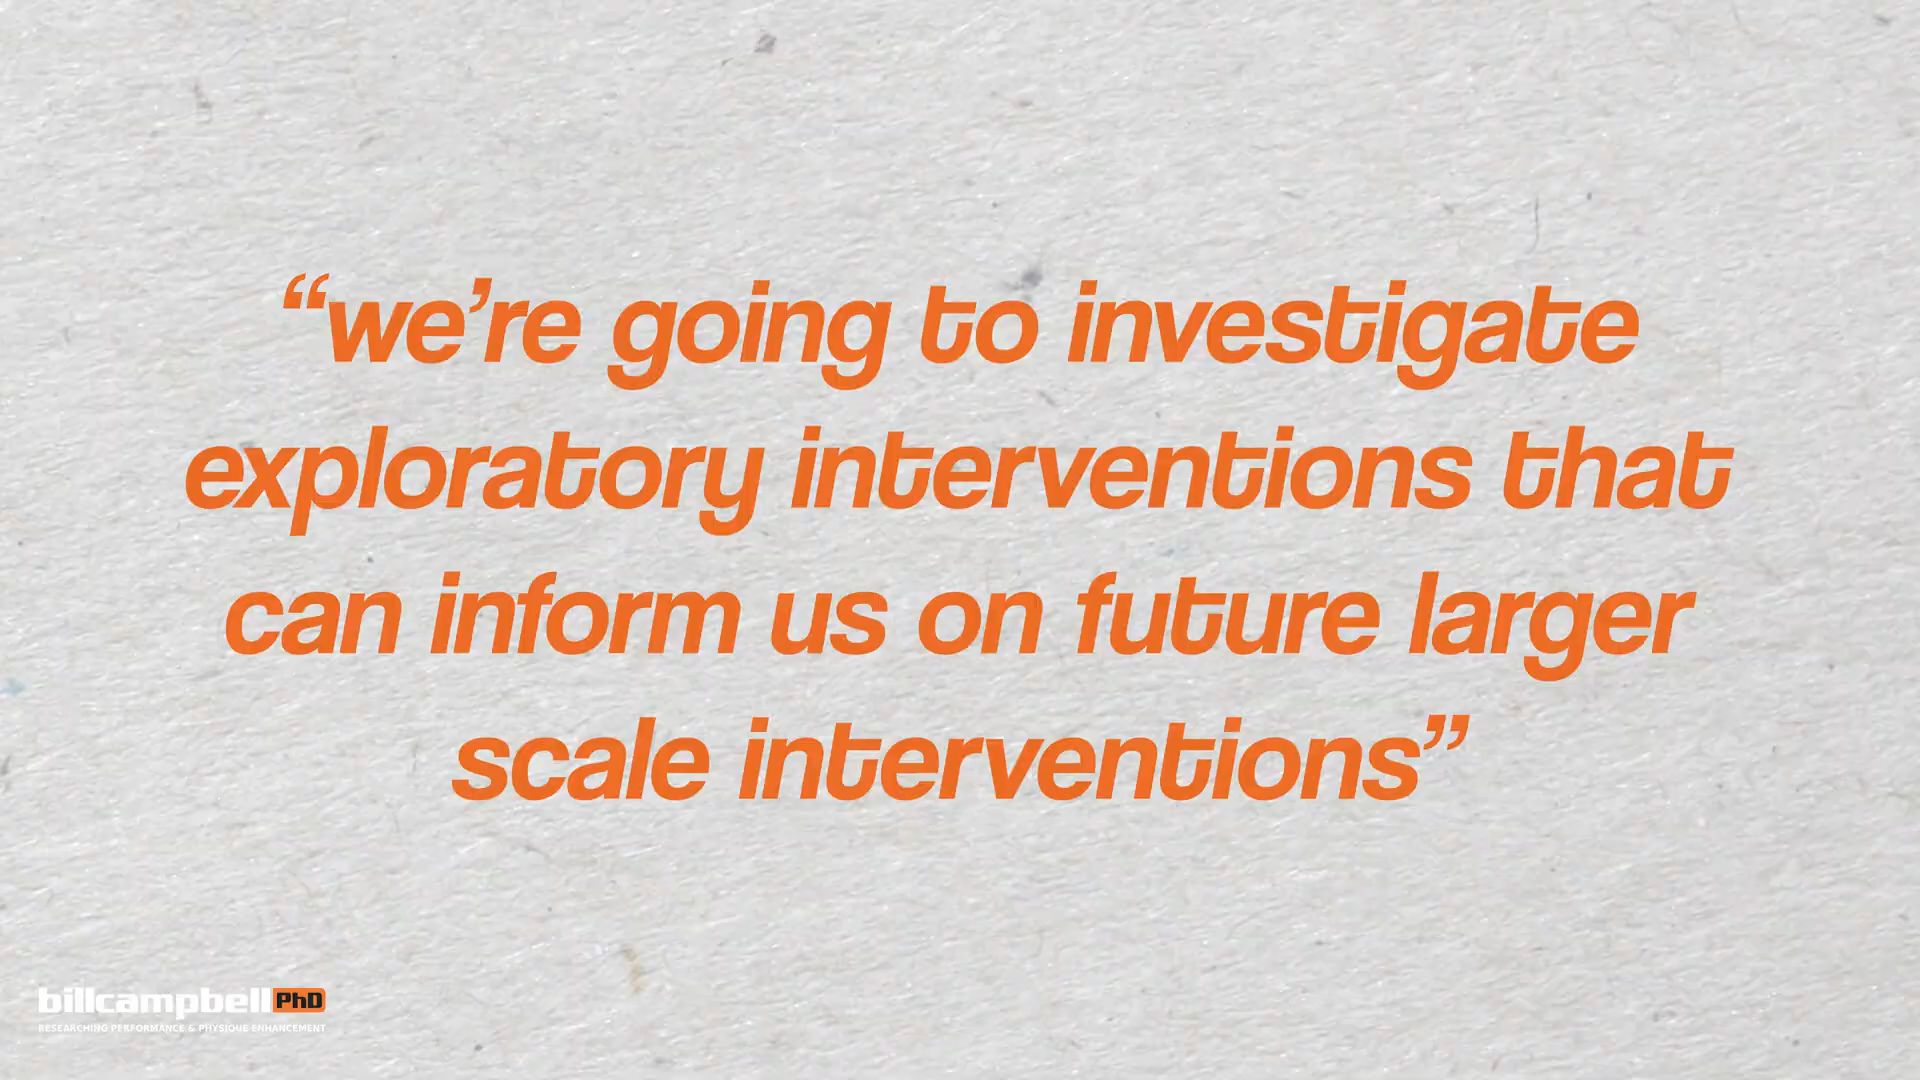 “we’re going to investigate
exploratory interventions that
can inform us on future larger
scale interventions”
billcampbell PhD
RESEARCHING PERFORMANCE & PHYSIQUE ENHANCEMENT